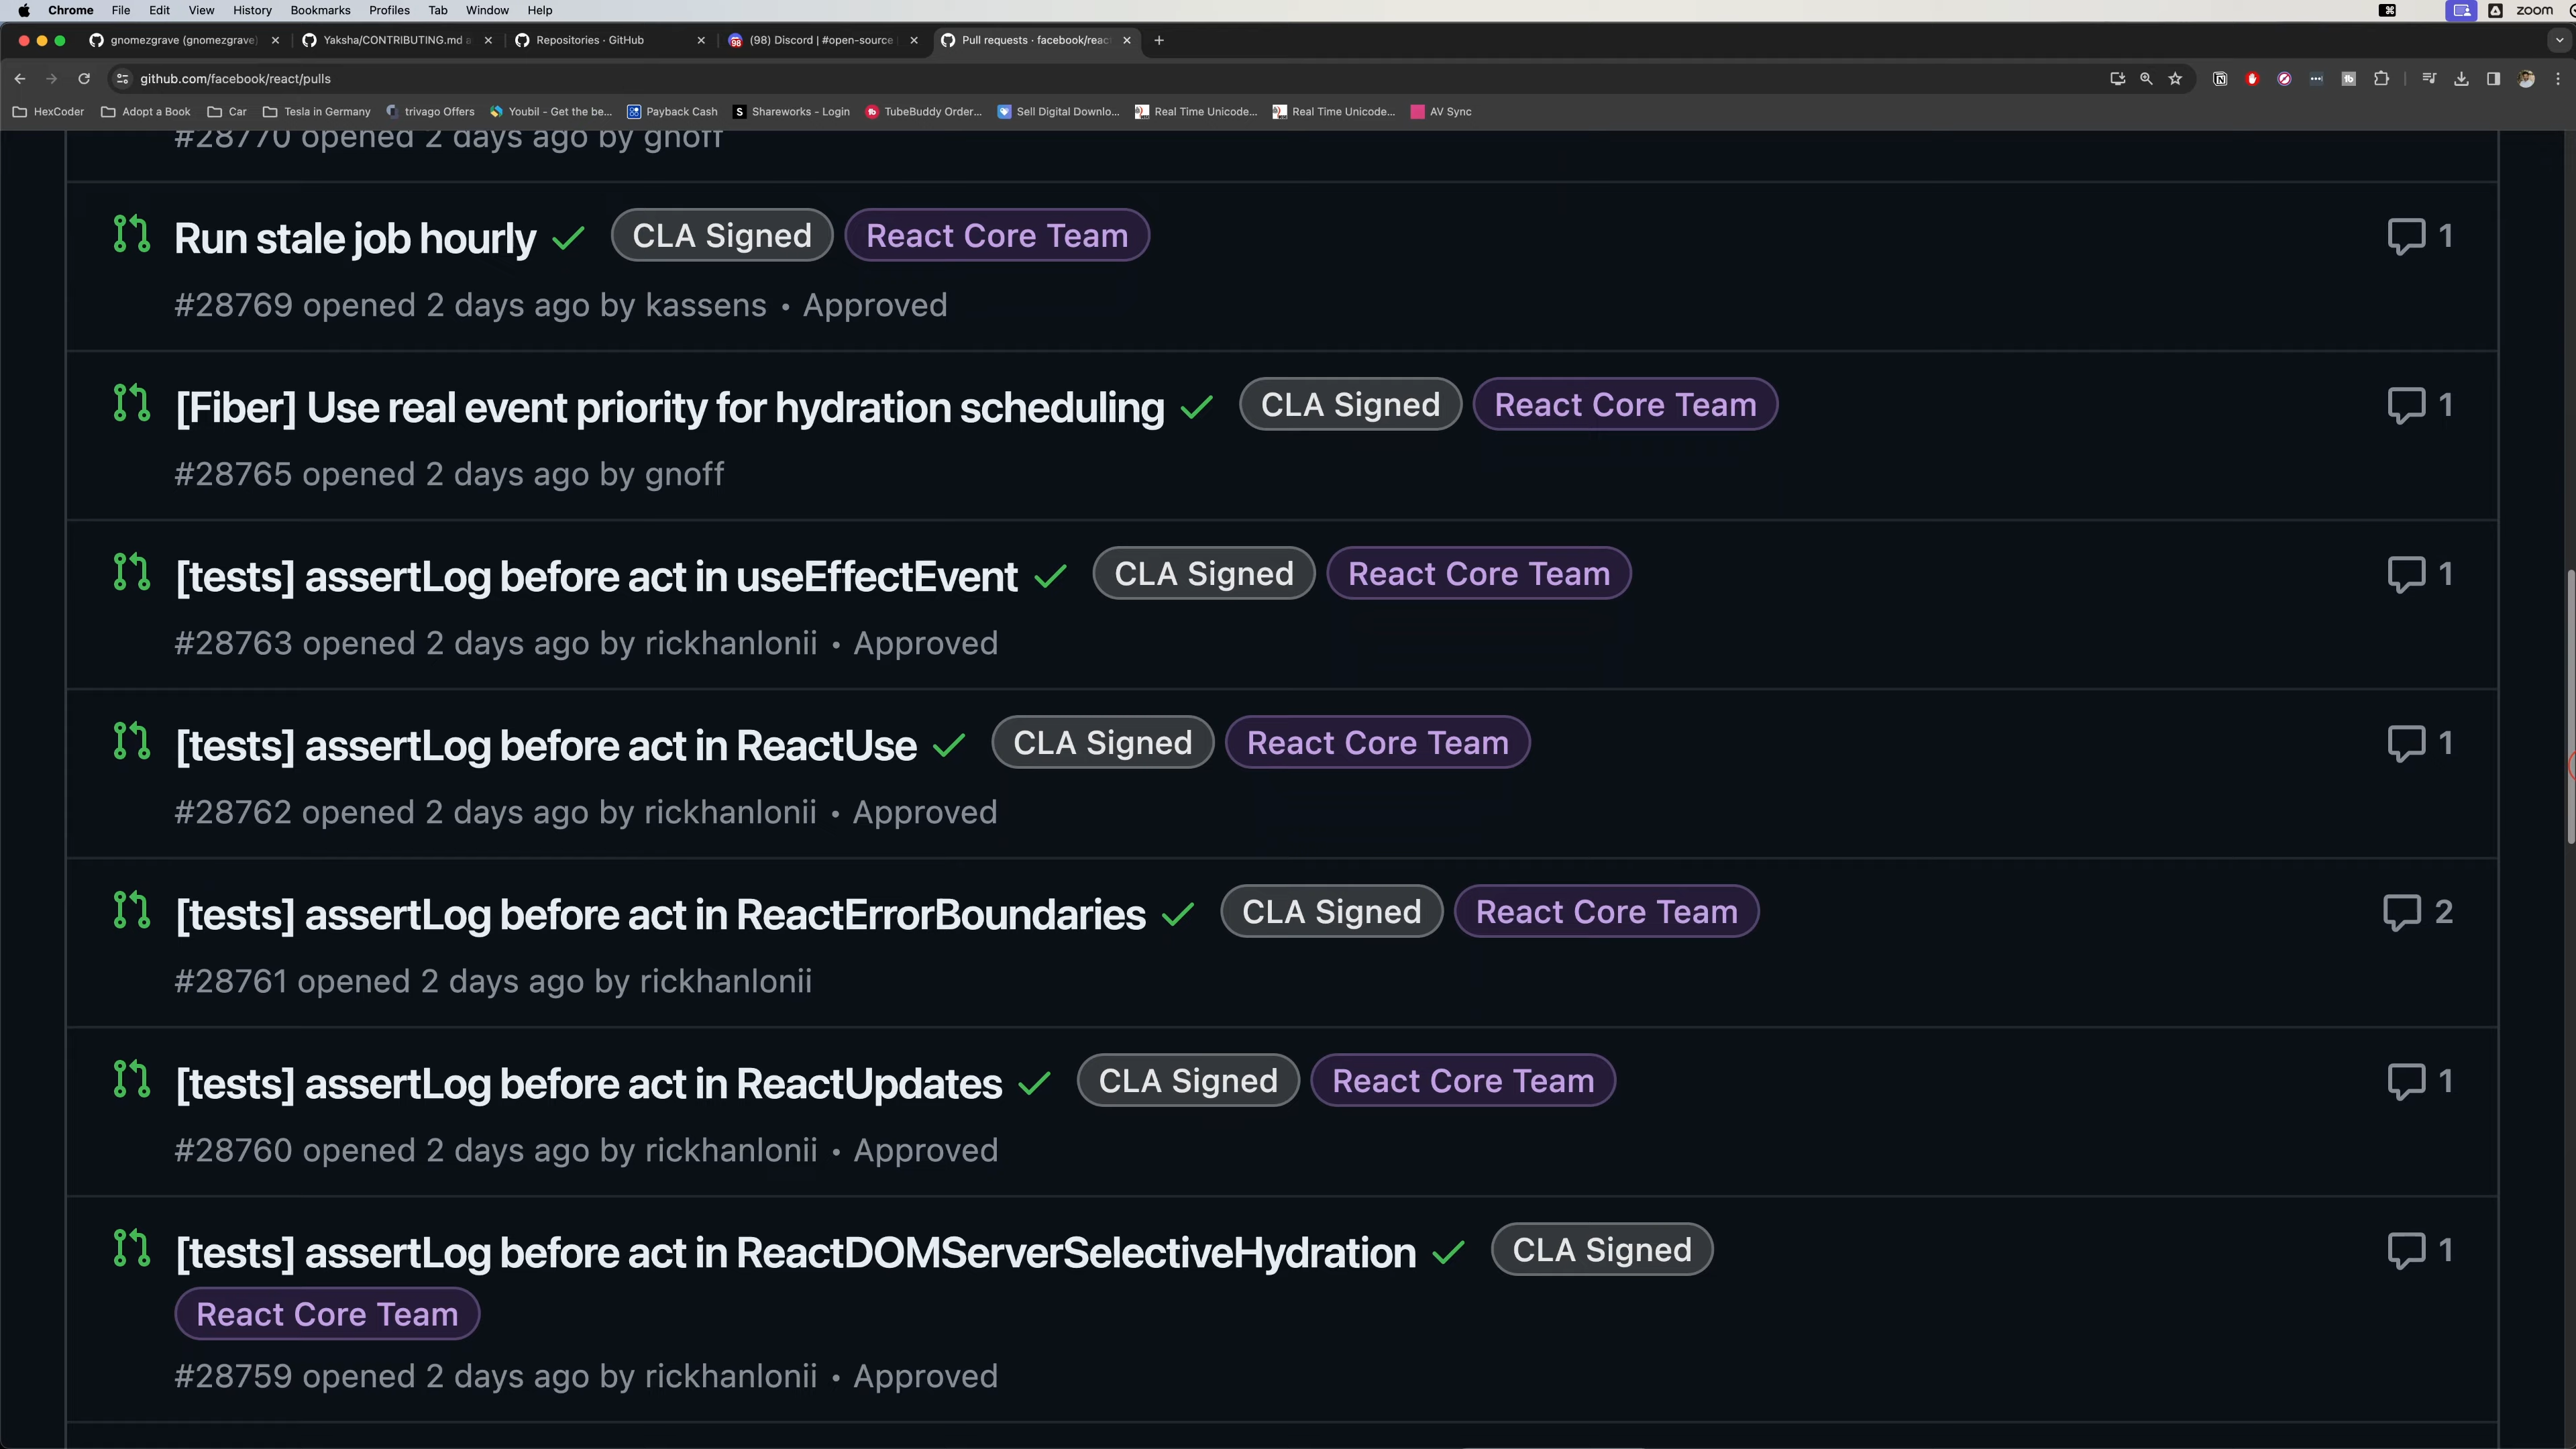 Chrome File Edit View History Bookmarks Profiles Tab Window Help zoom
gnomezgrave (gnomezgrave) Yaksha/CONTRIBUTING.md a Repositories · GitHub (98) Discord | #open-source Pull requests · facebook/reac
github.com/facebook/react/pulls
HexCoder Adopt a Book Car Tesla in Germany trivago Offers Youbil - Get the be... Payback Cash Shareworks - Login TubeBuddy Order... Sell Digital Downlo... Real Time Unicode... Real Time Unicode... AV Sync
#28770 opened 2 days ago by gnoff
Run stale job hourly CLA Signed React Core Team 1
#28769 opened 2 days ago by kassens • Approved
[Fiber] Use real event priority for hydration scheduling CLA Signed React Core Team 1
#28765 opened 2 days ago by gnoff
[tests] assertLog before act in useEffectEvent CLA Signed React Core Team 1
#28763 opened 2 days ago by rickhanlonii • Approved
[tests] assertLog before act in ReactUse CLA Signed React Core Team 1
#28762 opened 2 days ago by rickhanlonii • Approved
[tests] assertLog before act in ReactErrorBoundaries CLA Signed React Core Team 2
#28761 opened 2 days ago by rickhanlonii
[tests] assertLog before act in ReactUpdates CLA Signed React Core Team 1
#28760 opened 2 days ago by rickhanlonii • Approved
[tests] assertLog before act in ReactDOMServerSelectiveHydration CLA Signed 1
React Core Team
#28759 opened 2 days ago by rickhanlonii • Approved